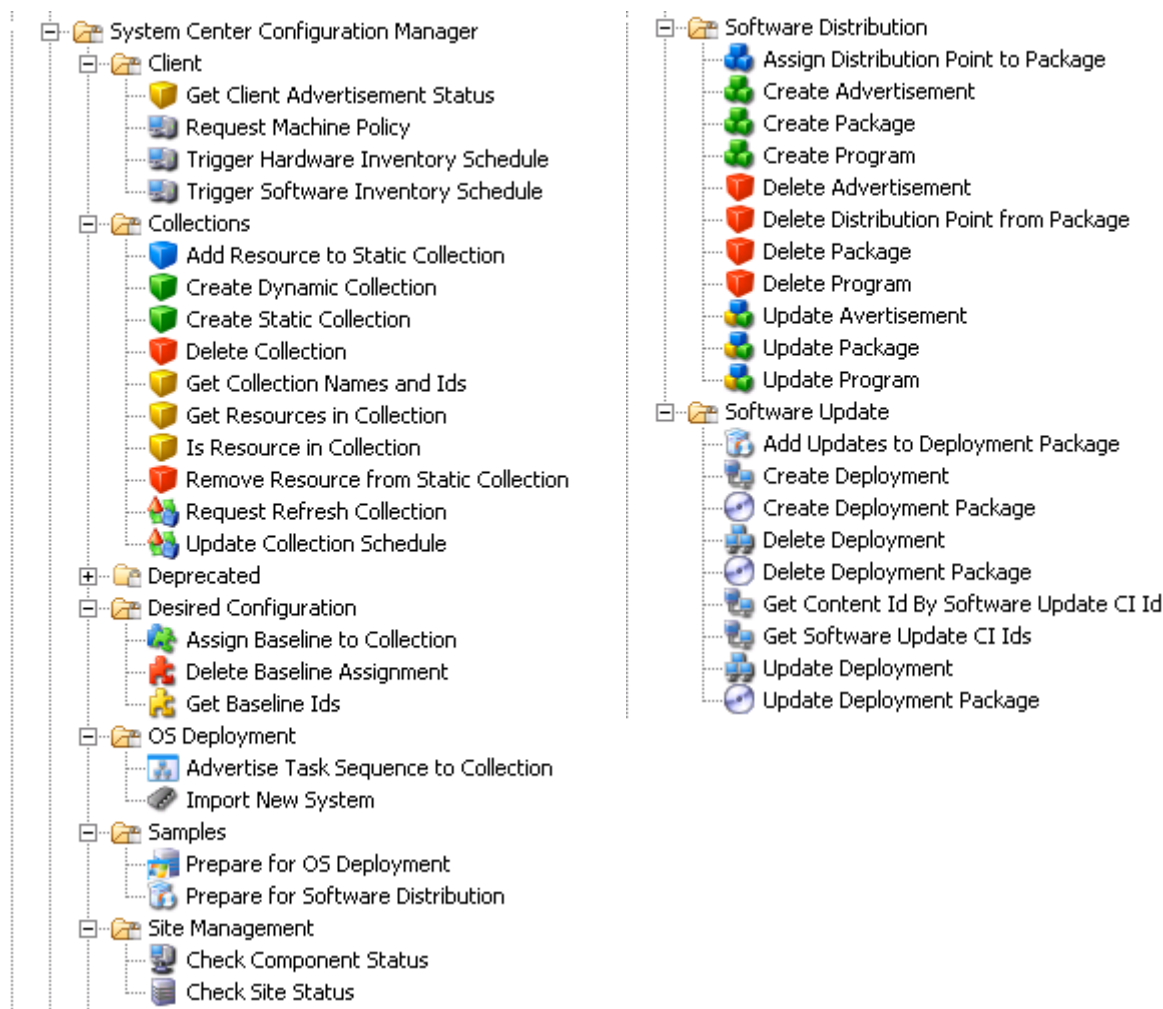 System Center Configuration Manager
Client
Get Client Advertisement Status
Request Machine Policy
Trigger Hardware Inventory Schedule
Trigger Software Inventory Schedule
Collections
Add Resource to Static Collection
Create Dynamic Collection
Create Static Collection
Delete Collection
Get Collection Names and Ids
Get Resources in Collection
Is Resource in Collection
Remove Resource from Static Collection
Request Refresh Collection
Update Collection Schedule
Deprecated
Desired Configuration
Assign Baseline to Collection
Delete Baseline Assignment
Get Baseline Ids
OS Deployment
Advertise Task Sequence to Collection
Import New System
Samples
Prepare for OS Deployment
Prepare for Software Distribution
Site Management
Check Component Status
Check Site Status
Software Distribution
Assign Distribution Point to Package
Create Advertisement
Create Package
Create Program
Delete Advertisement
Delete Distribution Point from Package
Delete Package
Delete Program
Update Avertisement
Update Package
Update Program
Software Update
Add Updates to Deployment Package
Create Deployment
Create Deployment Package
Delete Deployment
Delete Deployment Package
Get Content Id By Software Update CI Id
Get Software Update CI Ids
Update Deployment
Update Deployment Package